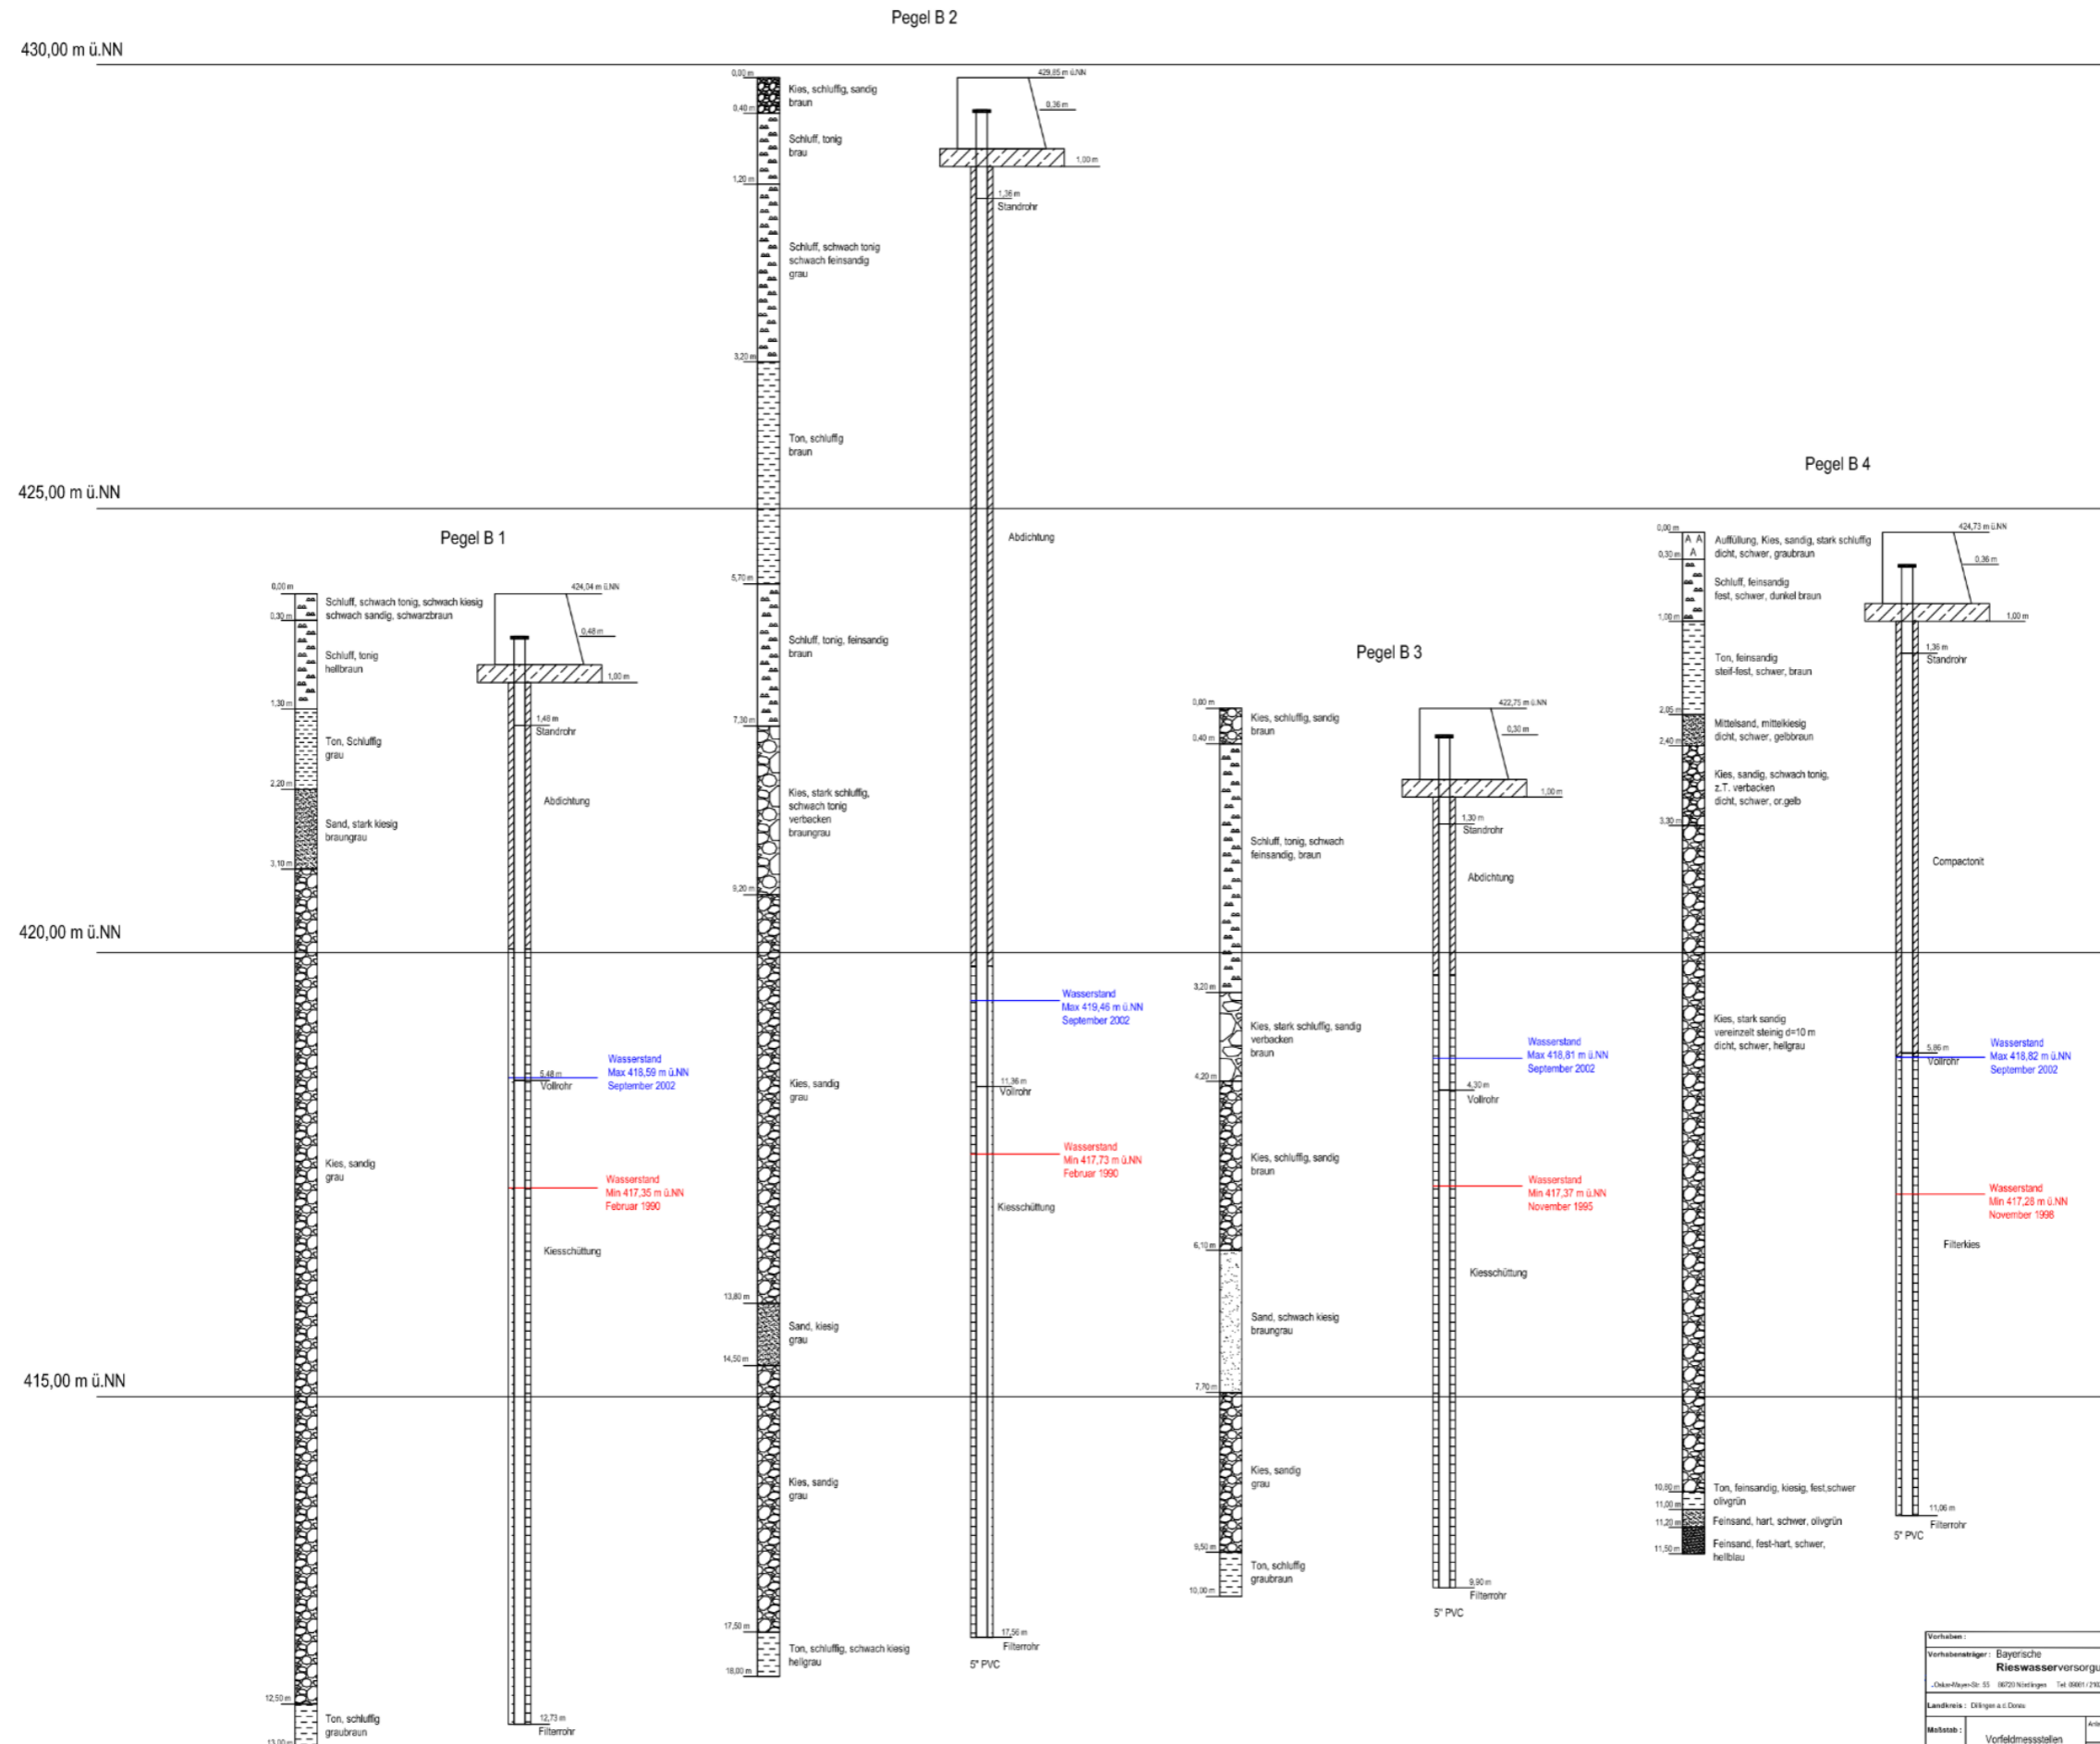 Pegel B 2
430,00 m ü.NN
0,00 m
Kies, schluffig, sandig
braun
0,40 m
Schluff, tonig
brau
1,20 m
Schluff, schwach tonig
schwach feinsandig
grau
3,20 m
Ton, schluffig
braun
5,70 m
Schluff, tonig, feinsandig
braun
7,30 m
Kies, stark schluffig,
schwach tonig
verbacken
braungrau
9,20 m
Kies, sandig
grau
13,80 m
Sand, kiesig
grau
14,50 m
Kies, sandig
grau
17,50 m
Ton, schluffig, schwach kiesig
hellgrau
18,00 m
429,85 m ü.NN
0,36 m
1,00 m
1,36 m
Standrohr
Abdichtung
Wasserstand
Max 419,46 m ü.NN
September 2002
11,36 m
Vollrohr
Wasserstand
Min 417,73 m ü.NN
Februar 1990
Kiesschüttung
17,56 m
Filterrohr
5" PVC
425,00 m ü.NN
Pegel B 1
0,00 m
Schluff, schwach tonig, schwach kiesig
schwach sandig, schwarzbraun
0,30 m
Schluff, tonig
hellbraun
1,30 m
Ton, Schluffig
grau
2,20 m
Sand, stark kiesig
braungrau
3,10 m
Kies, sandig
grau
12,50 m
Ton, schluffig
graubraun
13,00 m
424,04 m ü.NN
0,48 m
1,00 m
1,48 m
Standrohr
Abdichtung
Wasserstand
Max 418,59 m ü.NN
September 2002
5,48 m
Vollrohr
Wasserstand
Min 417,35 m ü.NN
Februar 1990
Kiesschüttung
12,73 m
Filterrohr
420,00 m ü.NN
415,00 m ü.NN
Pegel B 3
0,00 m
Kies, schluffig, sandig
braun
0,40 m
Schluff, tonig, schwach
feinsandig, braun
3,20 m
Kies, stark schluffig, sandig
verbacken
braun
4,20 m
Kies, schluffig, sandig
braun
6,10 m
Sand, schwach kiesig
braungrau
7,70 m
Kies, sandig
grau
9,50 m
Ton, schluffig
graubraun
10,00 m
422,75 m ü.NN
0,30 m
1,00 m
1,30 m
Standrohr
Abdichtung
Wasserstand
Max 418,81 m ü.NN
September 2002
4,30 m
Vollrohr
Wasserstand
Min 417,37 m ü.NN
November 1995
Kiesschüttung
9,90 m
Filterrohr
5" PVC
Pegel B 4
0,00 m
A A
A
Auffüllung, Kies, sandig, stark schluffig
dicht, schwer, graubraun
0,30 m
Schluff, feinsandig
fest, schwer, dunkel braun
1,00 m
Ton, feinsandig
steif-fest, schwer, braun
2,05 m
Mittelsand, mittelkiesig
dicht, schwer, gelbbraun
2,40 m
Kies, sandig, schwach tonig,
z.T. verbacken
dicht, schwer, or.gelb
3,30 m
Kies, stark sandig
vereinzelt steinig d=10 m
dicht, schwer, hellgrau
10,80 m
Ton, feinsandig, kiesig, fest,schwer
olivgrün
11,00 m
Feinsand, hart, schwer, olivgrün
11,20 m
Feinsand, fest-hart, schwer,
hellblau
11,50 m
424,73 m ü.NN
0,36 m
1,00 m
1,36 m
Standrohr
Compactonit
5,86 m
Vollrohr
Wasserstand
Max 418,82 m ü.NN
September 2002
Wasserstand
Min 417,28 m ü.NN
November 1998
Filterkies
11,06 m
Filterrohr
5" PVC
Vorhaben :
Vorhabensträger : Bayerische
Rieswasserversorgu
Oskar-Mayer-Str. 55 86720 Nördlingen Tel:
Landkreis : Dillingen a.d. Donau
Maßstab :
Vorfeldmessstellen